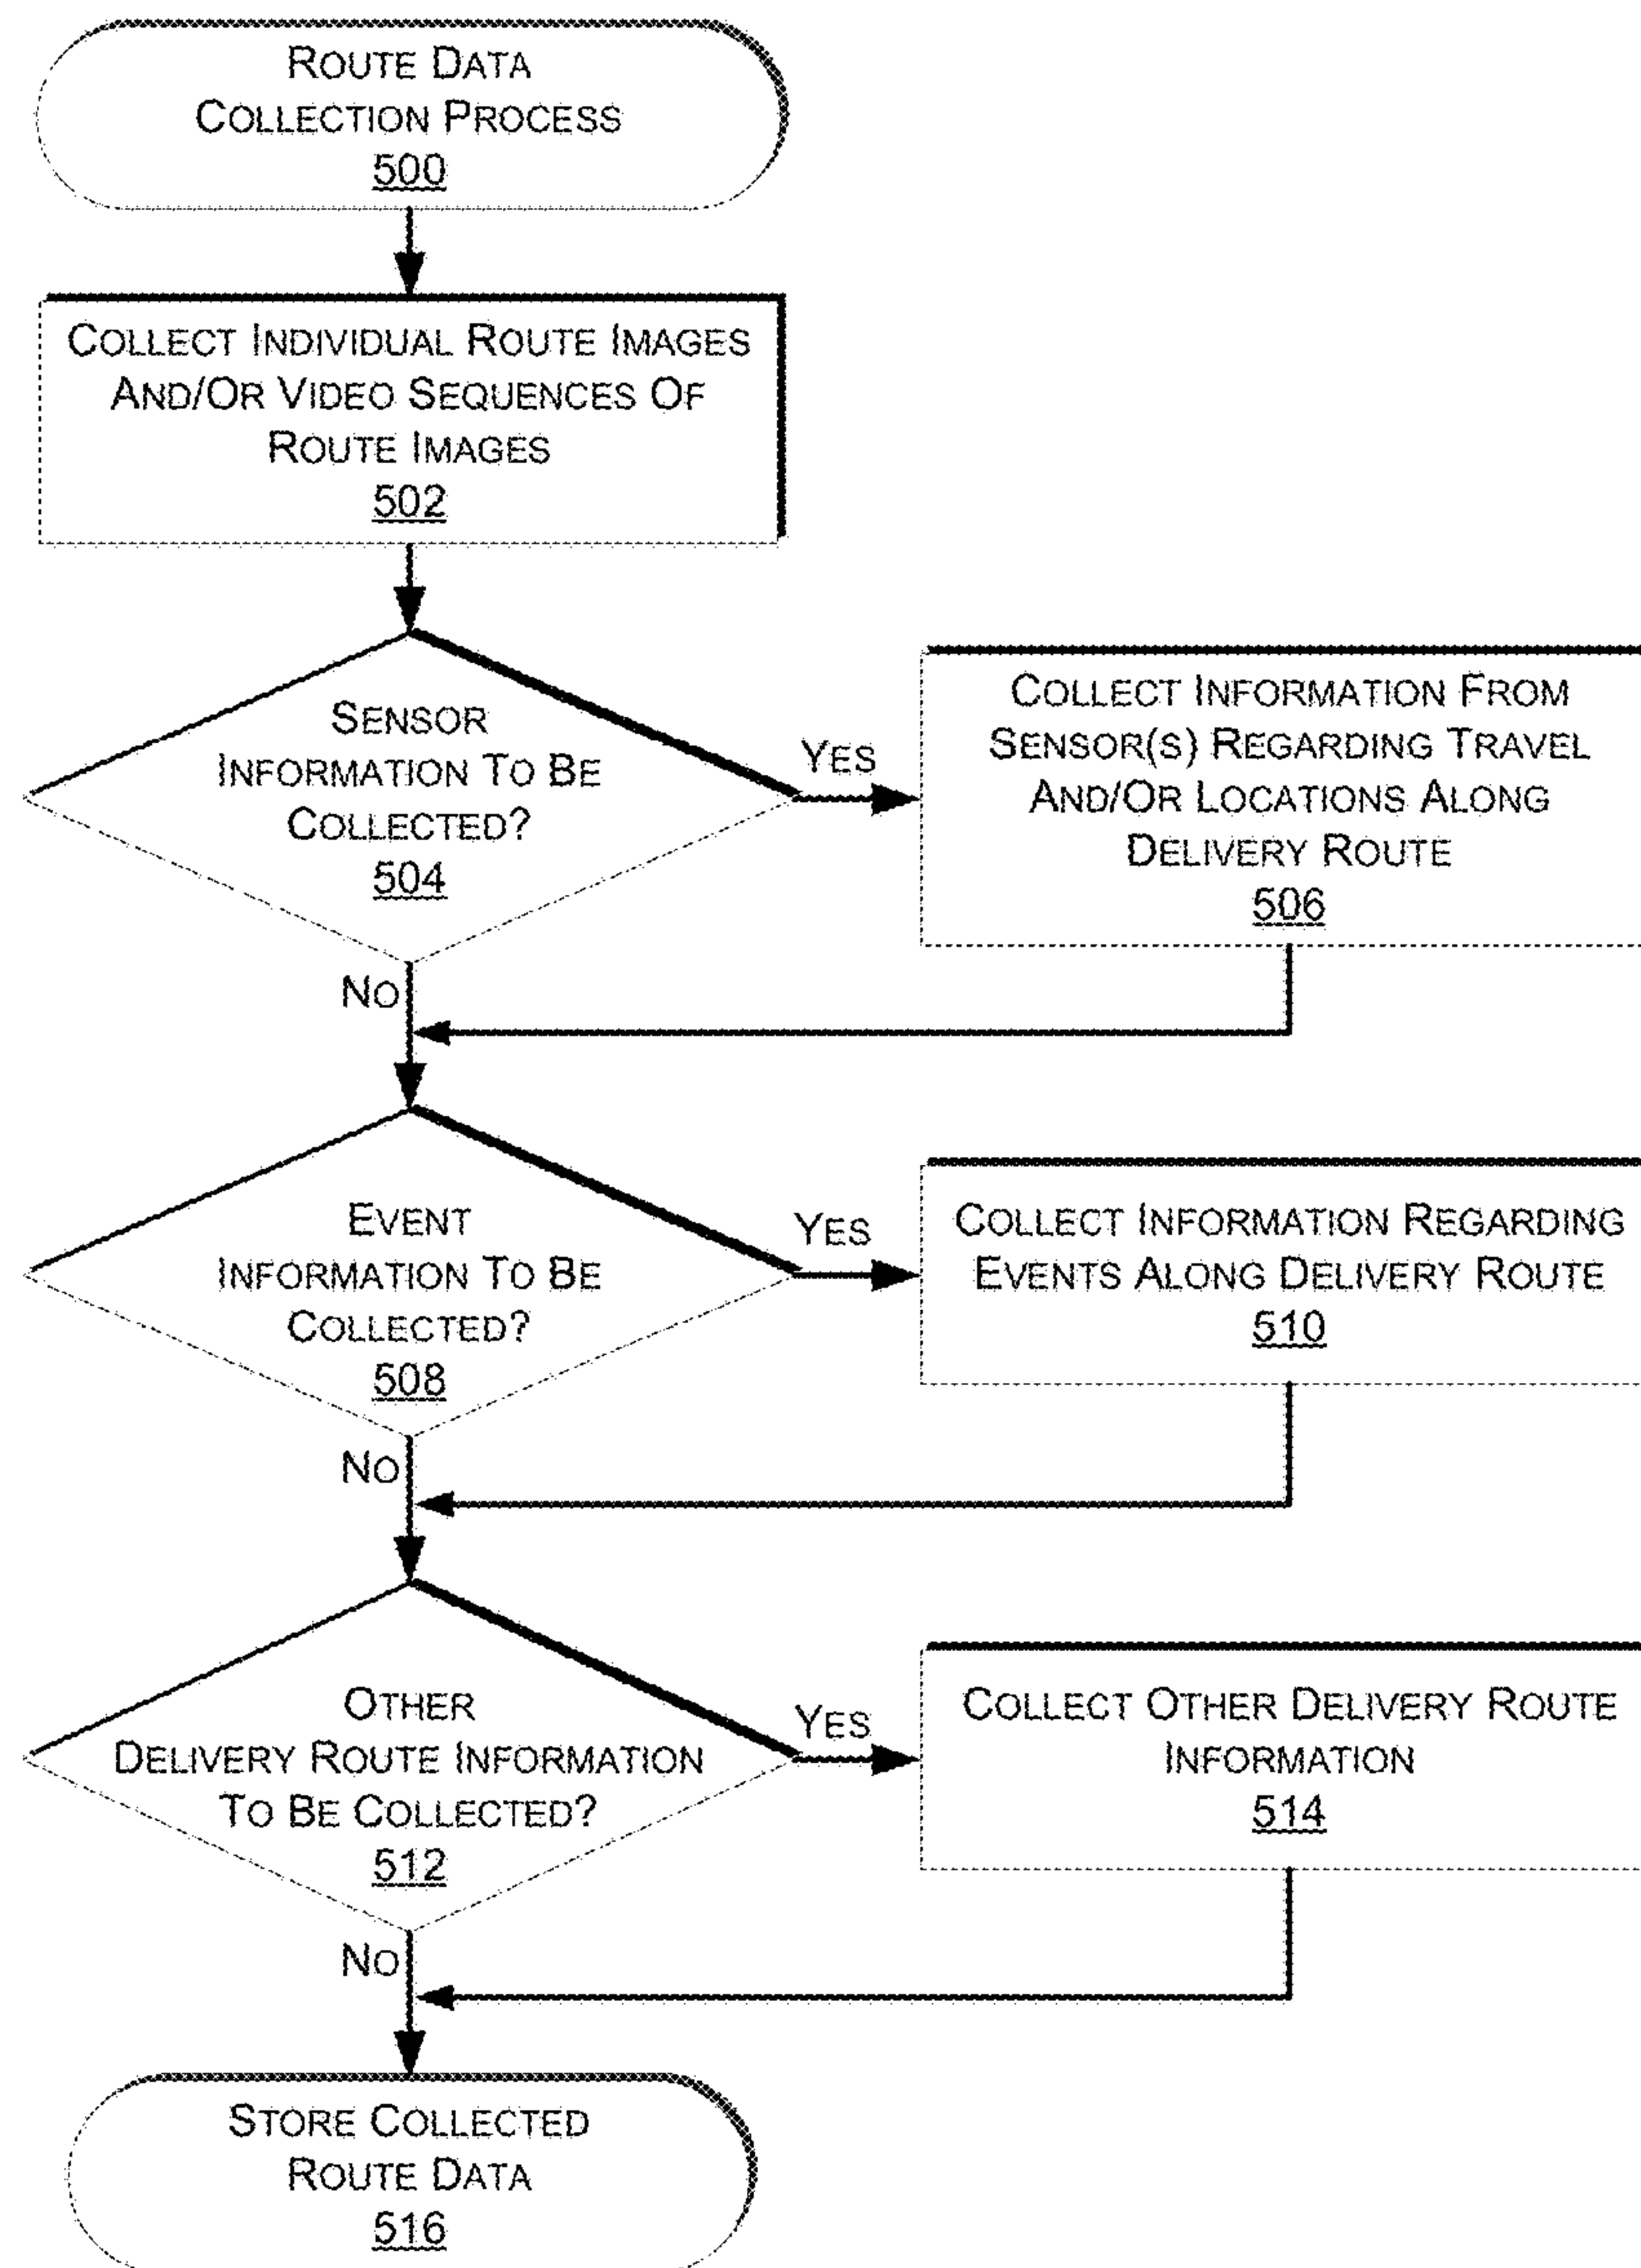 ROUTE DATA
COLLECTION PROCESS
500
COLLECT INDIVIDUAL ROUTE IMAGES
AND/OR VIDEO SEQUENCES OF
ROUTE IMAGES
502
SENSOR
INFORMATION TO BE
COLLECTED?
504
YES
COLLECT INFORMATION FROM
SENSOR(S) REGARDING TRAVEL
AND/OR LOCATIONS ALONG
DELIVERY ROUTE
506
NO
EVENT
INFORMATION TO BE
COLLECTED?
508
YES
COLLECT INFORMATION REGARDING
EVENTS ALONG DELIVERY ROUTE
510
NO
OTHER
DELIVERY ROUTE INFORMATION
TO BE COLLECTED?
512
YES
COLLECT OTHER DELIVERY ROUTE
INFORMATION
514
NO
STORE COLLECTED
ROUTE DATA
516